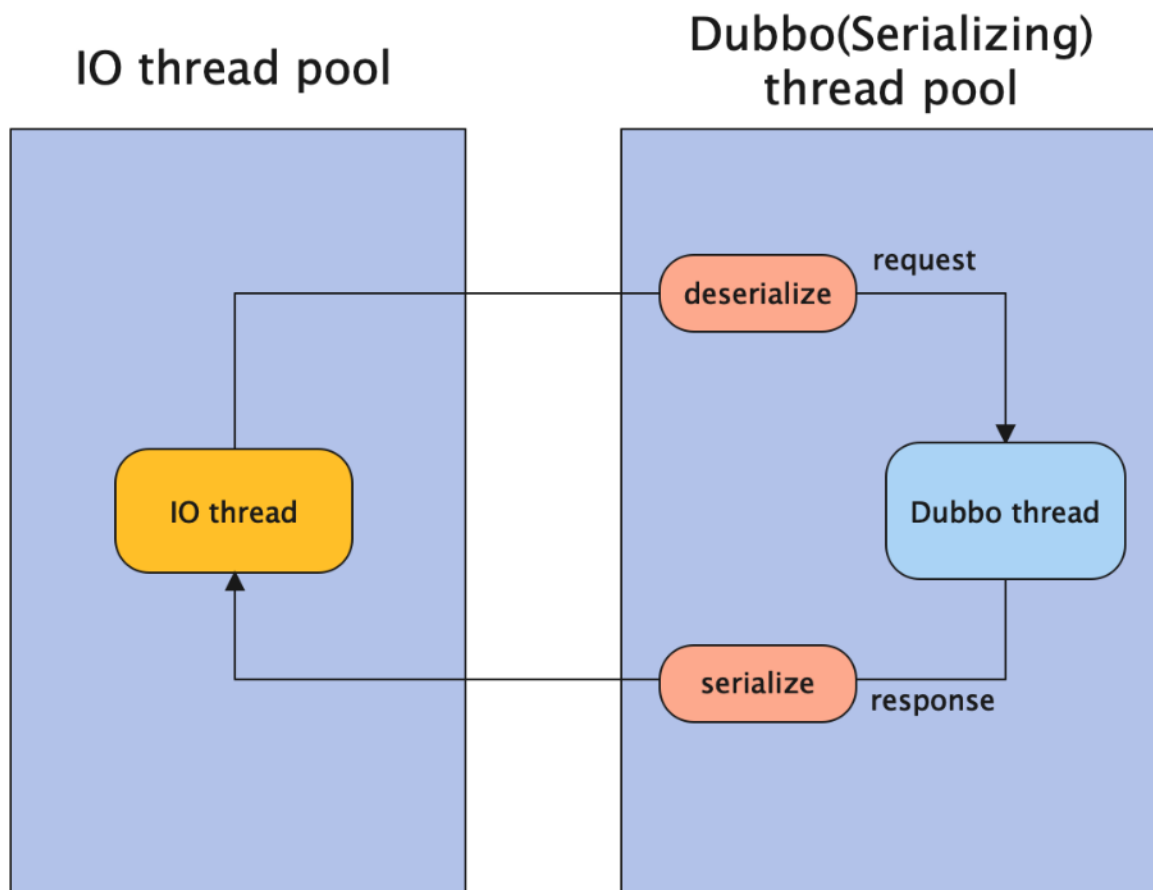 IO thread pool
Dubbo(Serializing)
thread pool
deserialize
request
IO thread
Dubbo thread
serialize
response